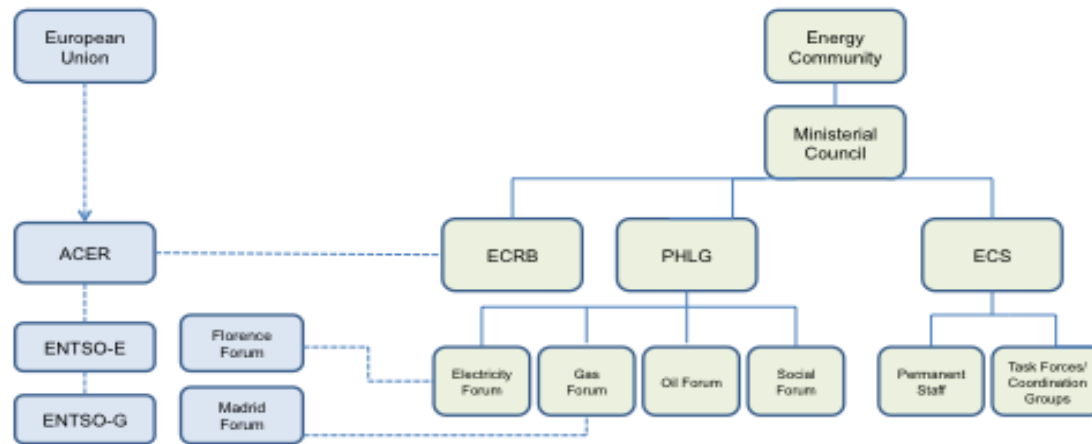 European
Union
Energy
Community
Ministerial
Council
ACER
ECRB
PHLG
ECS
ENTSO-E
Florence
Forum
Electricity
Forum
Gas
Forum
Oil Forum
Social
Forum
Permanent
Staff
Task Forces/
Coordination
Groups
ENTSO-G
Madrid
Forum